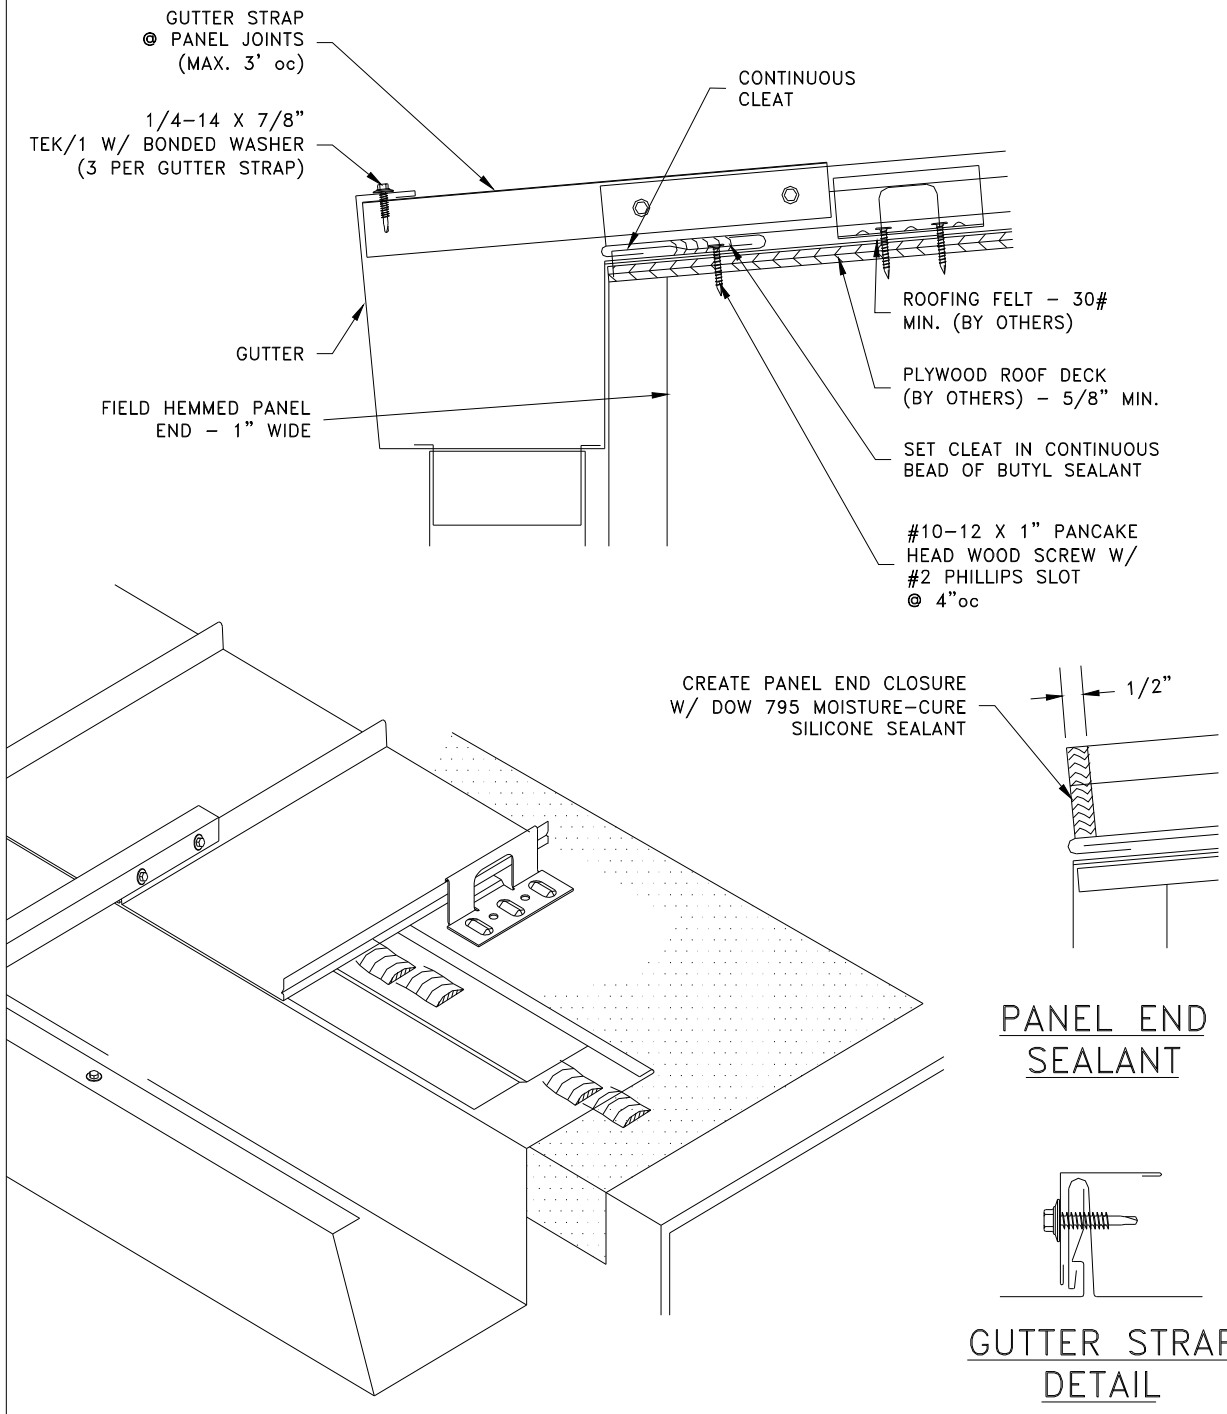 GUTTER STRAP
@ PANEL JOINTS
(MAX. 3' oc)
1/4-14 X 7/8"
TEK/1 W/ BONDED WASHER
(3 PER GUTTER STRAP)
CONTINUOUS
CLEAT
GUTTER
FIELD HEMMED PANEL
END - 1" WIDE
ROOFING FELT - 30#
MIN. (BY OTHERS)
PLYWOOD ROOF DECK
(BY OTHERS) - 5/8" MIN.
SET CLEAT IN CONTINUOUS
BEAD OF BUTYL SEALANT
#10-12 X 1" PANCAKE
HEAD WOOD SCREW W/
#2 PHILLIPS SLOT
@ 4"oc
CREATE PANEL END CLOSURE
W/ DOW 795 MOISTURE-CURE
SILICONE SEALANT
1/2"
PANEL END
SEALANT
GUTTER STRAP
DETAIL